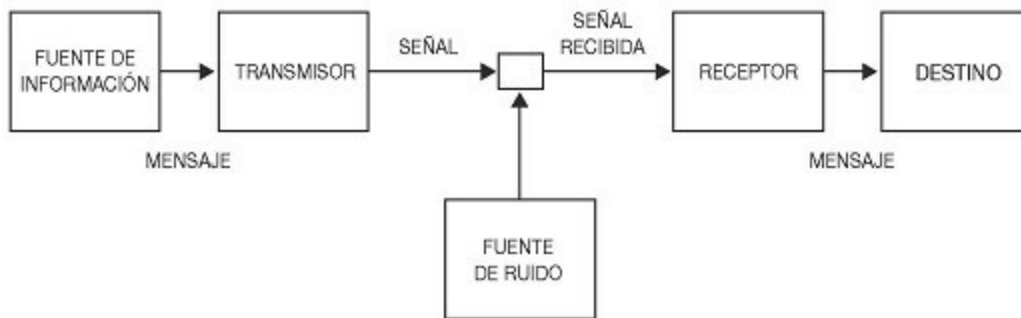 FUENTE DE
INFORMACIÓN
TRANSMISOR
SEÑAL
SEÑAL
RECIBIDA
RECEPTOR
DESTINO
MENSAJE
MENSAJE
FUENTE
DE RUIDO